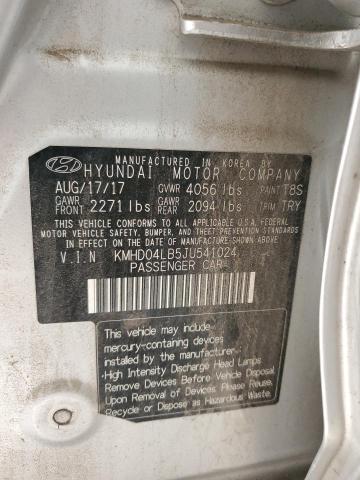 MANUFACTURED IN KOREA BY
HYUNDAI MOTOR COMPANY
AUG/17/17 GVWR 4056 lbs PAINT T8S
GAWR FRONT 2271 lbs GAWR REAR 2094 lbs TRIM TRY
THIS VEHICLE CONFORMS TO ALL APPLICABLE U.S.A. FEDERAL
MOTOR VEHICLE SAFETY, BUMPER, AND THEFT PREVENTION
STANDARDS IN EFFECT ON THE DATE OF MANUFACTURE SHOWN ABOVE.
V.I.N KMHD04LB5JU541024
PASSENGER CAR
This vehicle may include
mercury-containing devices
installed by the manufacturer:
High Intensity Discharge Head Lamps
Remove Devices Before Vehicle Disposal
Upon Removal of Devices Please Reuse,
Recycle or Dispose as Hazardous Waste.